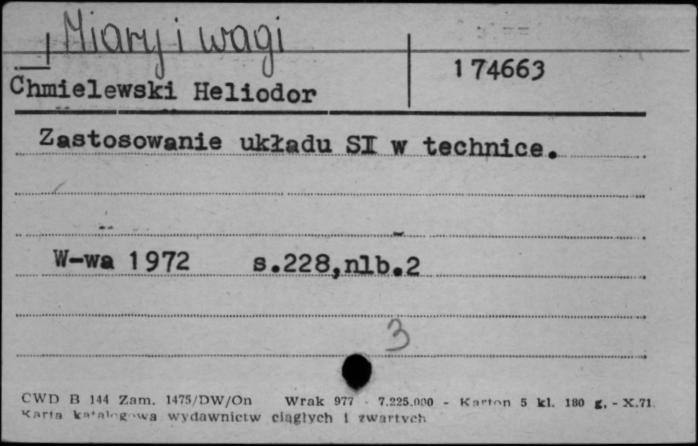 Miary i wagi
174663
Chmielewski Heliodor
Zastosowanie układu SI w technice.
W-wa 1972 s.228,nlb.2
3
CWD B 144 Zam. 1475/DW/On Wrak 977 - 7.225.000 - Karton 5 kl. 180 g. - X.71.
Karta katalogowa wydawnictw ciągłych i zwartych